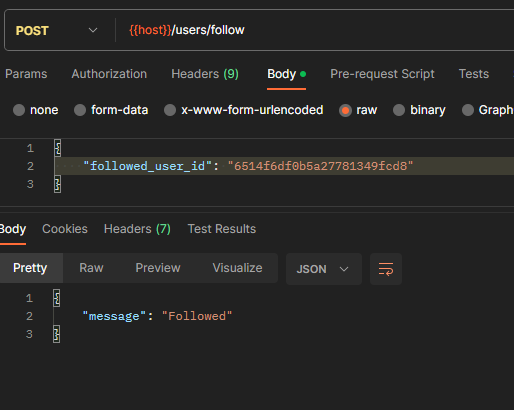 POST {{host}}/users/follow
Params Authorization Headers (9) Body Pre-request Script Tests
none form-data x-www-form-urlencoded raw binary Graph
1 {
2 "followed_user_id": "6514f6df0b5a27781349fcd8"
3 }
Body Cookies Headers (7) Test Results
Pretty Raw Preview Visualize JSON
1 {
2 "message": "Followed"
3 }